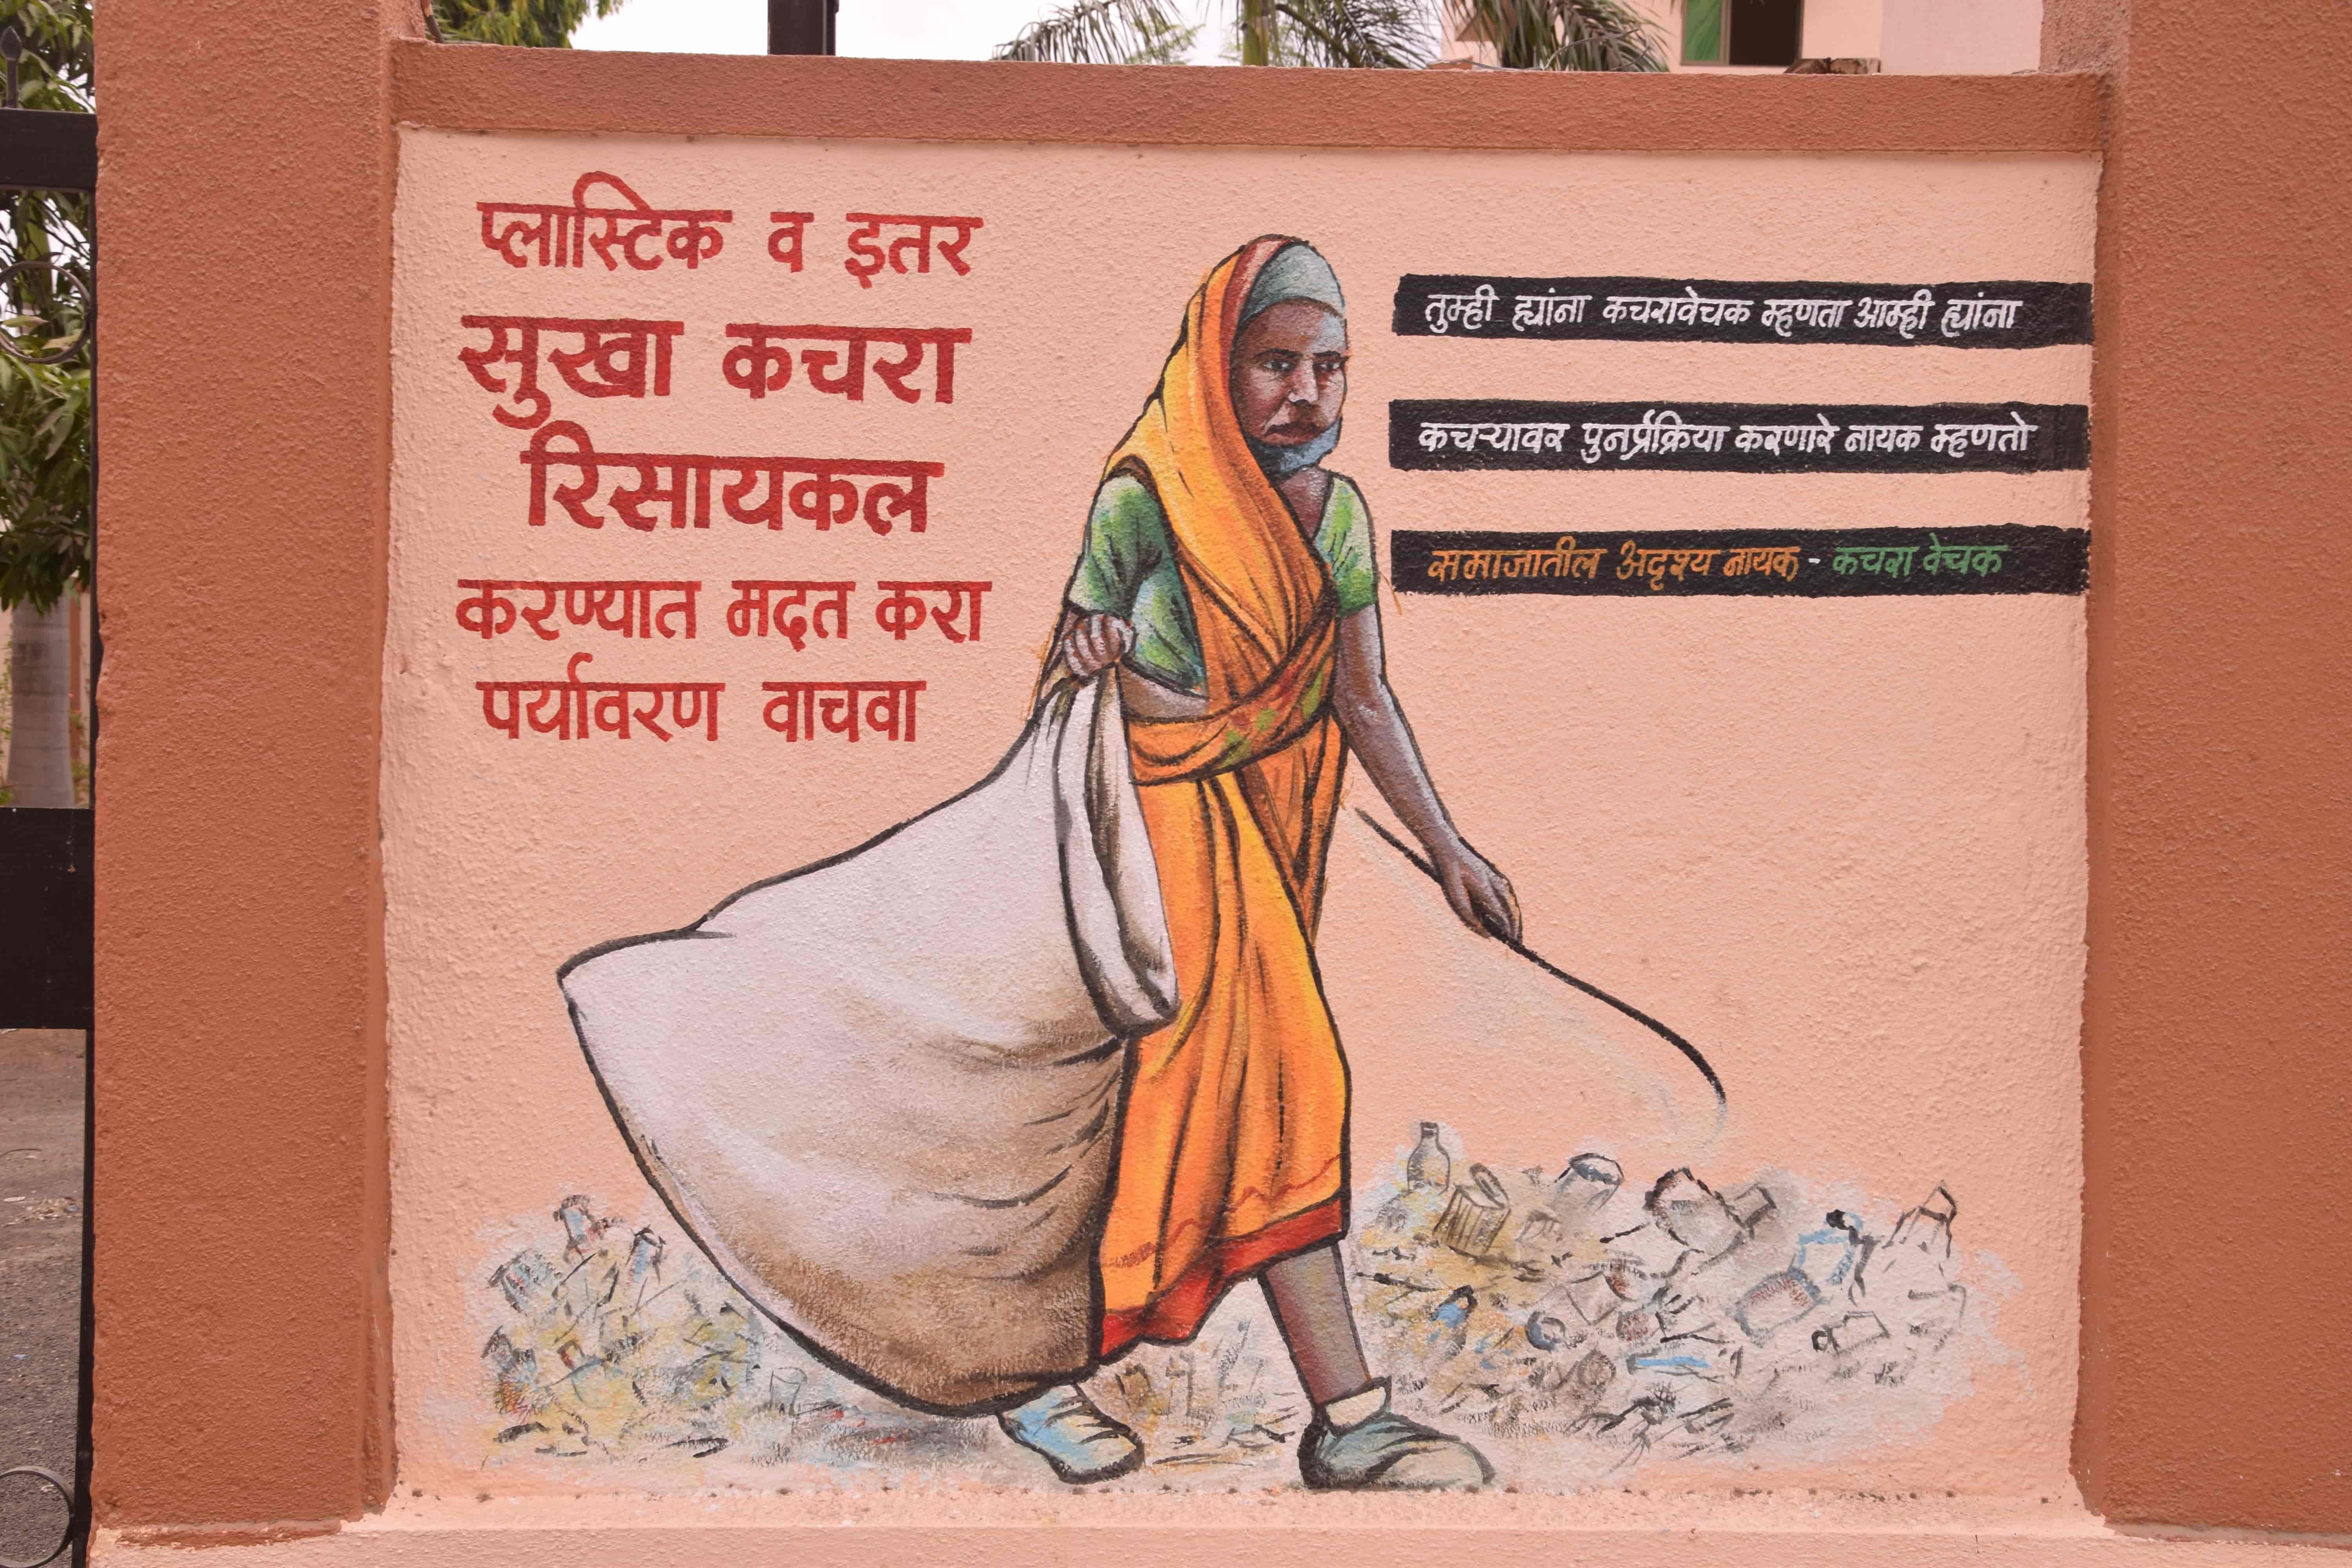 प्लास्टिक व इतर
सुखा कचरा
रिसायकल
करण्यात मदत करा
पर्यावरण वाचवा
तुम्ही ह्यांना कचरावेचक म्हणता आम्ही ह्यांना
कचऱ्यावर पुनर्प्रक्रिया करणारे नायक म्हणतो
समाजातील अदृश्य नायक - कचरा वेचक